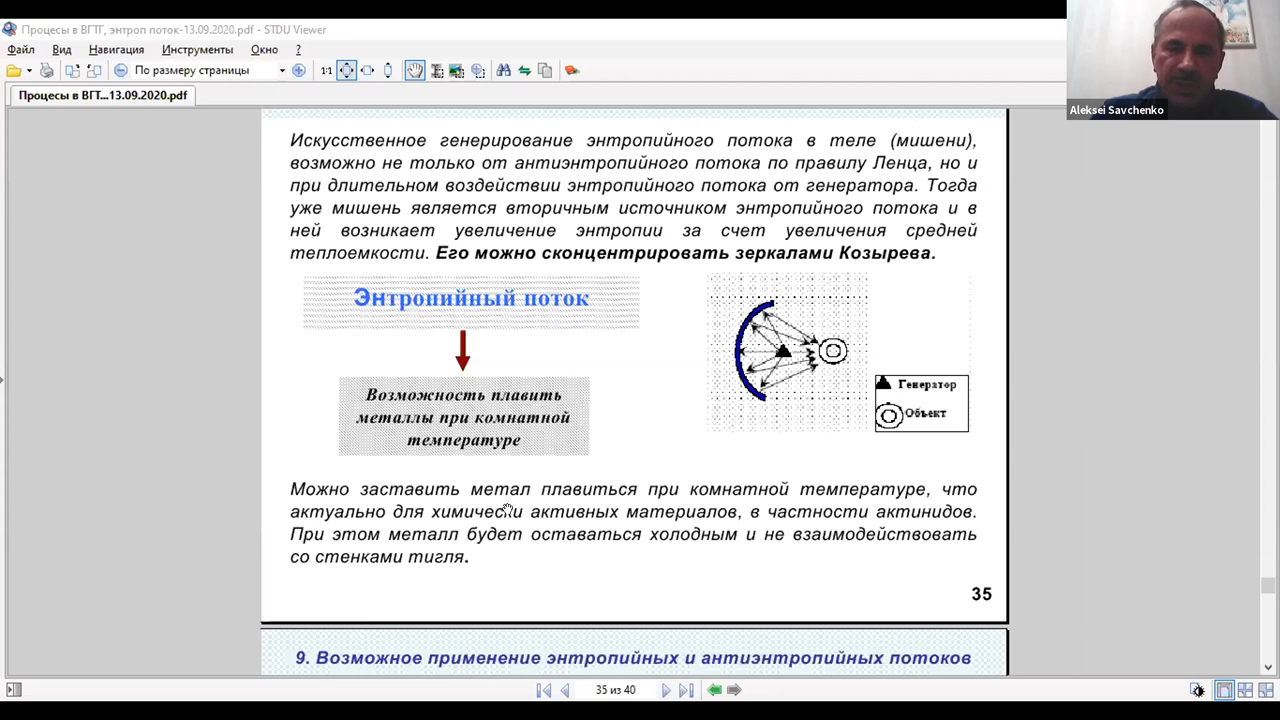 Процесы в ВГТГ, энтроп поток-13.09.2020.pdf - STDU Viewer
Файл Вид Навигация Инструменты Окно ?
По размеру страницы
1:1
Процесы в ВГТ...13.09.2020.pdf
Aleksei Savchenko
Искусственное генерирование энтропийного потока в теле (мишени),
возможно не только от антиэнтропийного потока по правилу Ленца, но и
при длительном воздействии энтропийного потока от генератора. Тогда
уже мишень является вторичным источником энтропийного потока и в
ней возникает увеличение энтропии за счет увеличения средней
теплоемкости. Его можно сконцентрировать зеркалами Козырева.
Энтропийный поток
Возможность плавить
металлы при комнатной
температуре
Генератор
Объект
Можно заставить метал плавиться при комнатной температуре, что
актуально для химически активных материалов, в частности актинидов.
При этом металл будет оставаться холодным и не взаимодействовать
со стенками тигля.
35
9. Возможное применение энтропийных и антиэнтропийных потоков
35 из 40